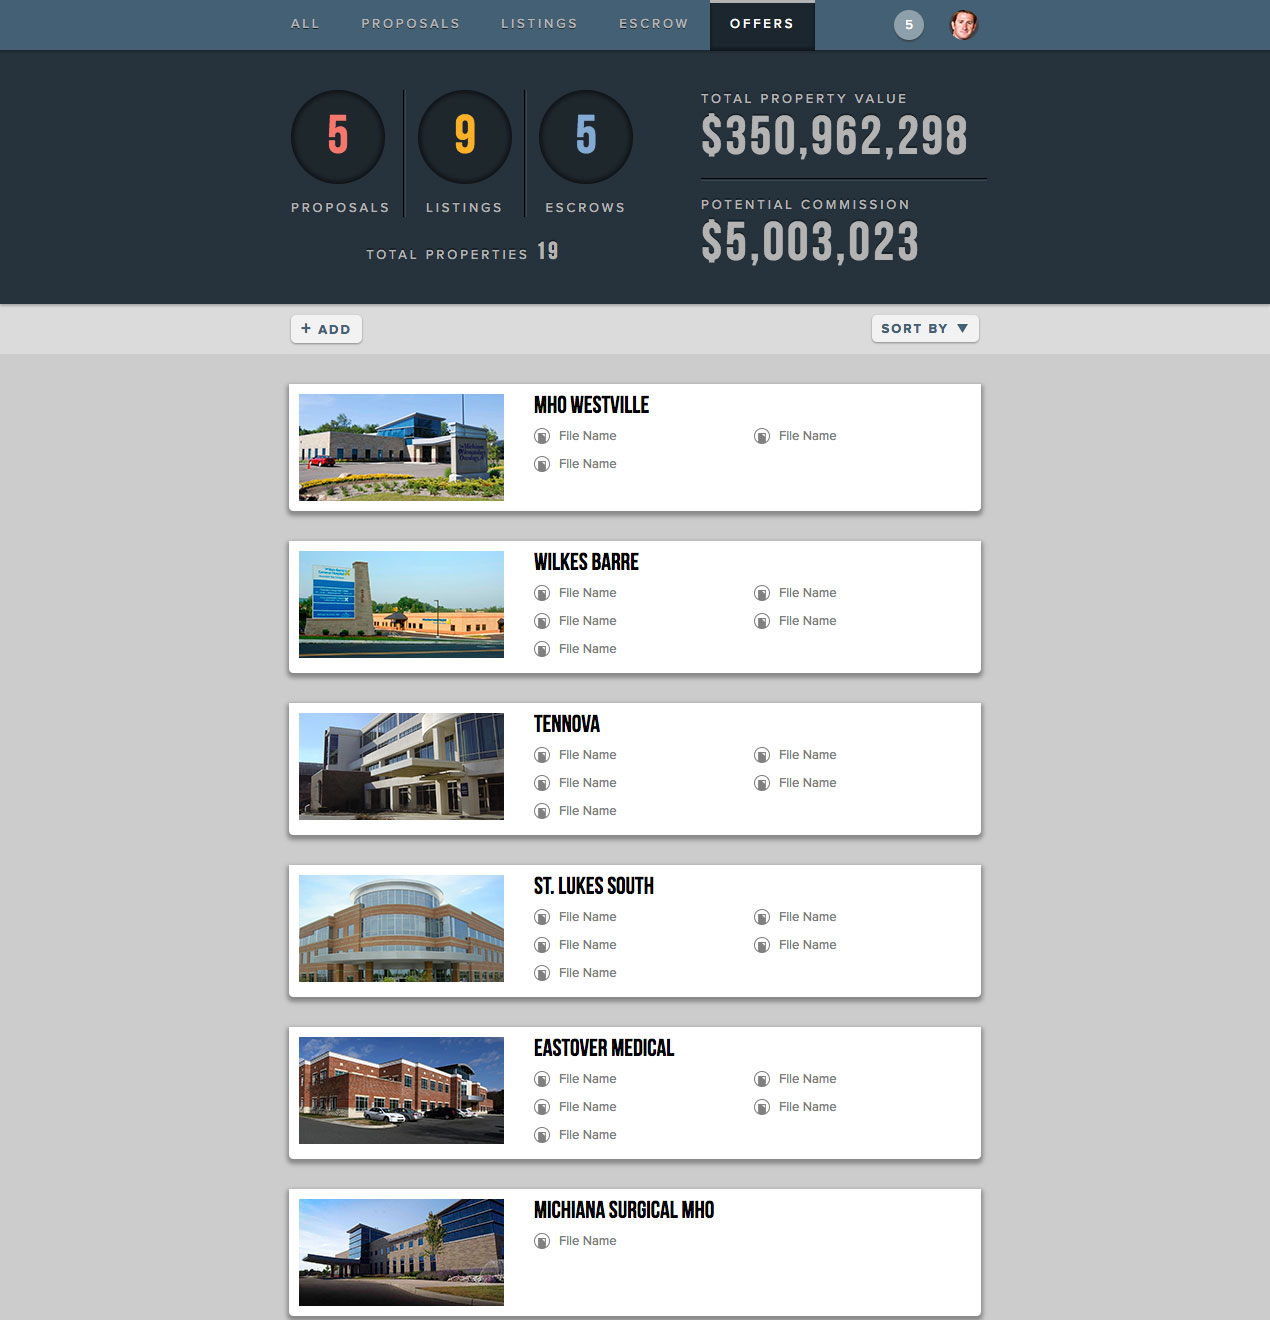 ALL PROPOSALS LISTINGS ESCROW OFFERS 5
5 9 5
PROPOSALS LISTINGS ESCROWS
TOTAL PROPERTIES 19
TOTAL PROPERTY VALUE
$350,962,298
POTENTIAL COMMISSION
$5,003,023
+ ADD SORT BY ▼
MHO WESTVILLE
File Name File Name
File Name
WILKES BARRE
File Name File Name
File Name File Name
File Name
TENNOVA
File Name File Name
File Name File Name
File Name
ST. LUKES SOUTH
File Name File Name
File Name File Name
File Name
EASTOVER MEDICAL
File Name File Name
File Name File Name
File Name
MICHIANA SURGICAL MHO
File Name